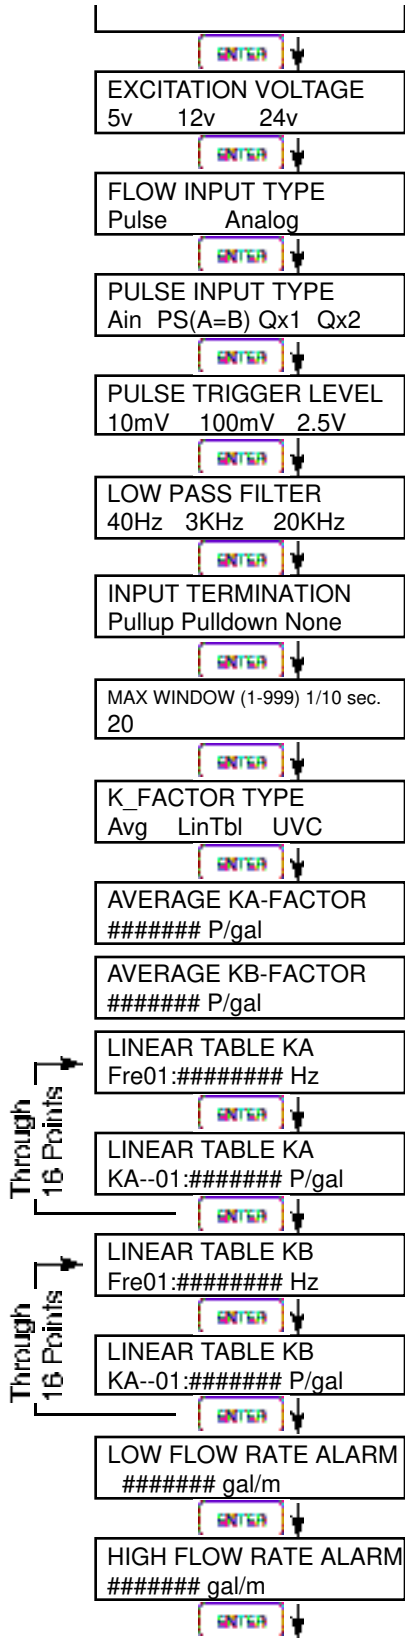 ENTER
EXCITATION VOLTAGE
5v 12v 24v
ENTER
FLOW INPUT TYPE
Pulse Analog
ENTER
PULSE INPUT TYPE
Ain PS(A=B) Qx1 Qx2
ENTER
PULSE TRIGGER LEVEL
10mV 100mV 2.5V
ENTER
LOW PASS FILTER
40Hz 3KHz 20KHz
ENTER
INPUT TERMINATION
Pullup Pulldown None
ENTER
MAX WINDOW (1-999) 1/10 sec.
20
ENTER
K_FACTOR TYPE
Avg LinTbl UVC
ENTER
AVERAGE KA-FACTOR
####### P/gal
AVERAGE KB-FACTOR
####### P/gal
Through
16 Points
LINEAR TABLE KA
Fre01:######## Hz
ENTER
LINEAR TABLE KA
KA--01:####### P/gal
ENTER
Through
16 Points
LINEAR TABLE KB
Fre01:######## Hz
ENTER
LINEAR TABLE KB
KA--01:####### P/gal
ENTER
LOW FLOW RATE ALARM
####### gal/m
ENTER
HIGH FLOW RATE ALARM
####### gal/m
ENTER